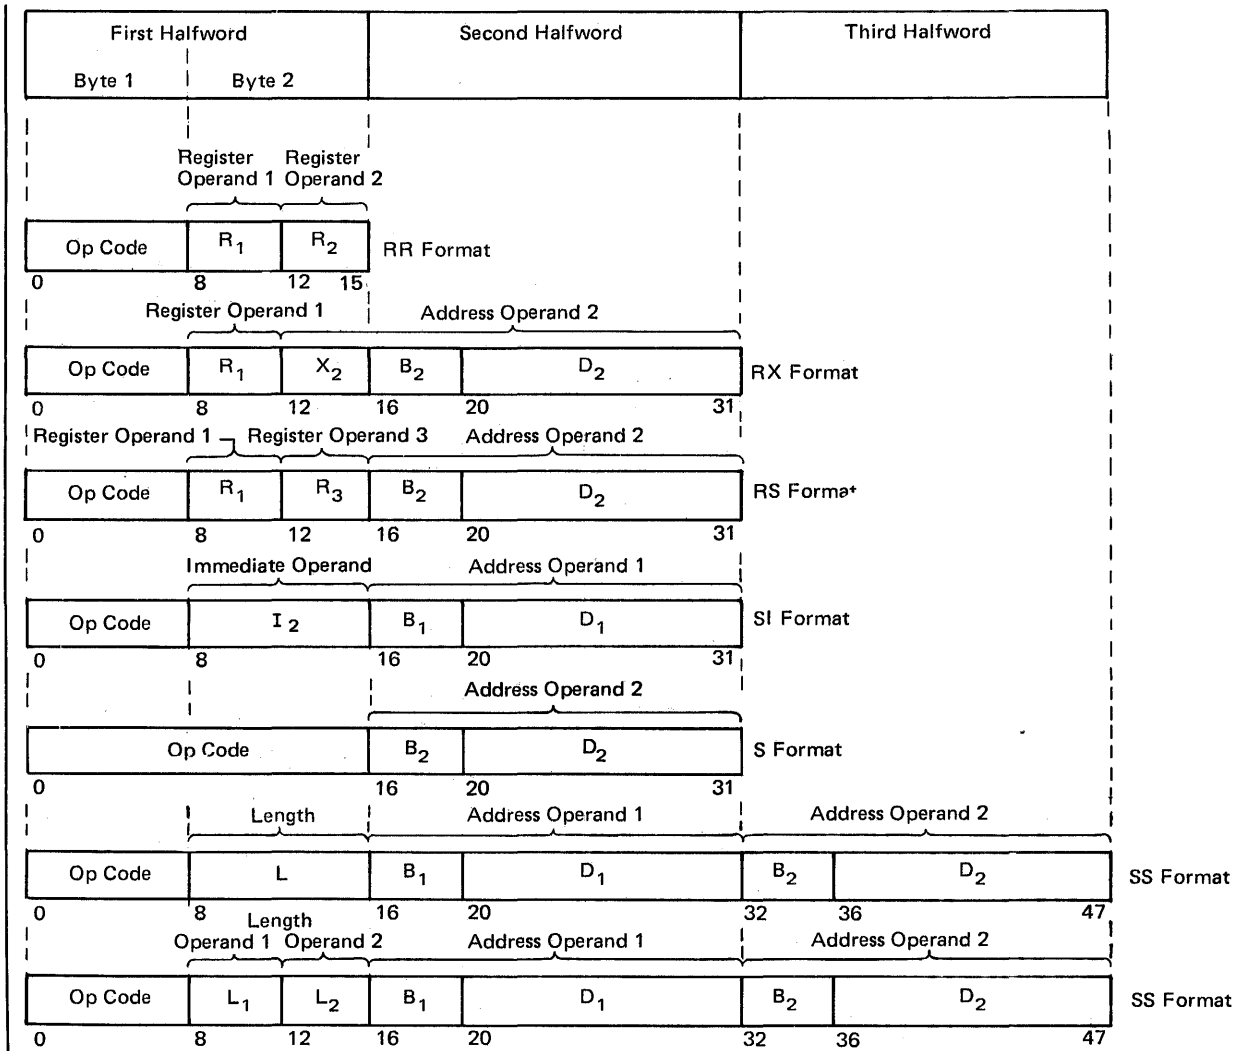 First Halfword Second Halfword Third Halfword
Byte 1 Byte 2
Register Register
Operand 1 Operand 2
Op Code R1 R2 RR Format
0 8 12 15
Register Operand 1 Address Operand 2
Op Code R1 X2 B2 D2 RX Format
0 8 12 16 20 31
Register Operand 1 Register Operand 3 Address Operand 2
Op Code R1 R3 B2 D2 RS Format
0 8 12 16 20 31
Immediate Operand Address Operand 1
Op Code I2 B1 D1 SI Format
0 8 16 20 31
Address Operand 2
Op Code B2 D2 S Format
0 16 20 31
Length Address Operand 1 Address Operand 2
Op Code L B1 D1 B2 D2 SS Format
0 8 16 20 32 36 47
Length
Operand 1 Operand 2 Address Operand 1 Address Operand 2
Op Code L1 L2 B1 D1 B2 D2 SS Format
0 8 12 16 20 32 36 47